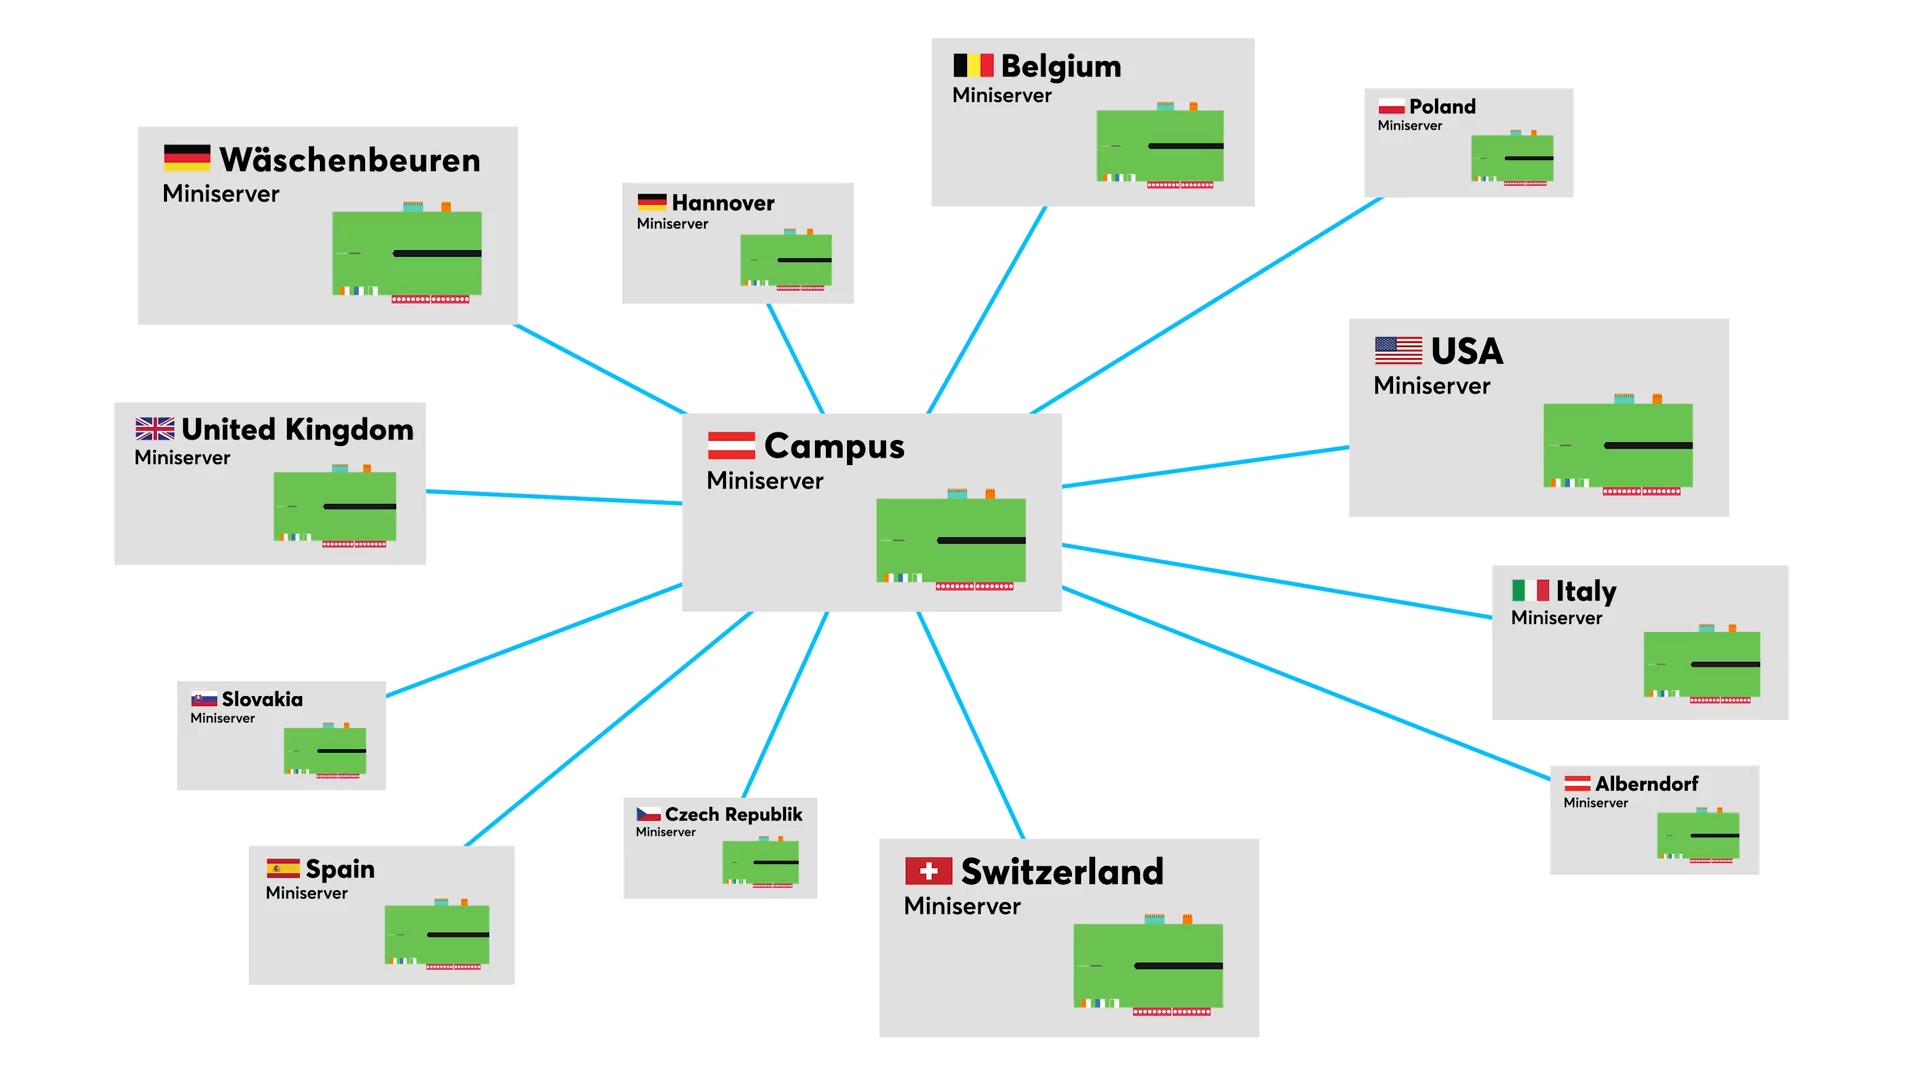 Belgium
Miniserver
Poland
Miniserver
Wäschenbeuren
Miniserver
Hannover
Miniserver
USA
Miniserver
United Kingdom
Miniserver
Campus
Miniserver
Italy
Miniserver
Slovakia
Miniserver
Alberndorf
Miniserver
Czech Republik
Miniserver
Spain
Miniserver
Switzerland
Miniserver